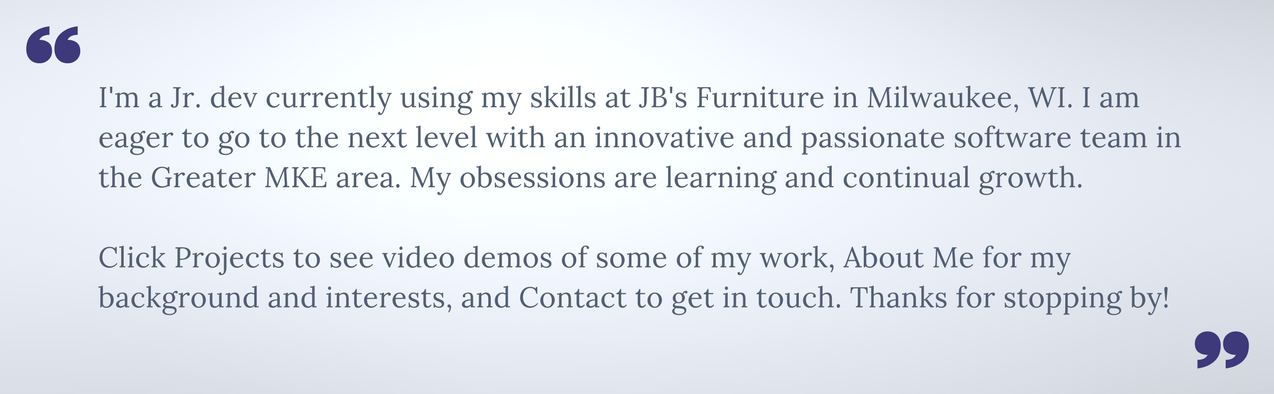 “
I'm a Jr. dev currently using my skills at JB's Furniture in Milwaukee, WI. I am
eager to go to the next level with an innovative and passionate software team in
the Greater MKE area. My obsessions are learning and continual growth.
Click Projects to see video demos of some of my work, About Me for my
background and interests, and Contact to get in touch. Thanks for stopping by!
”